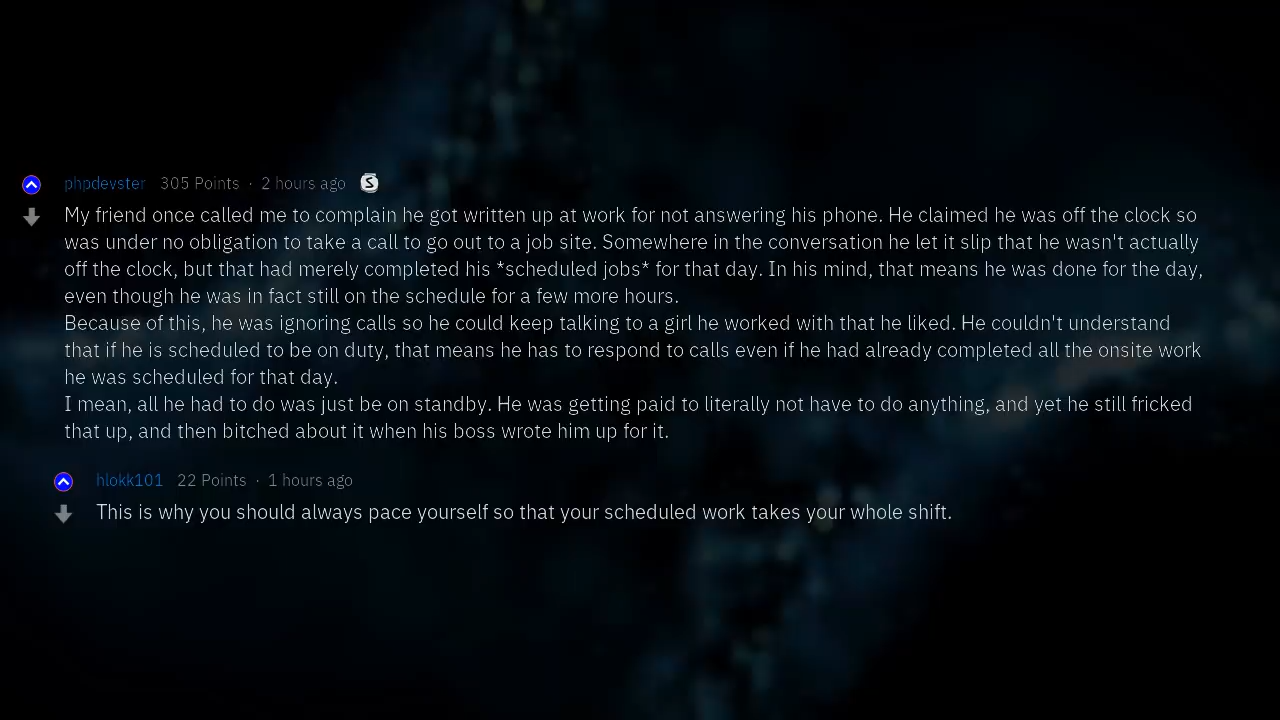 phpdevster 305 Points · 2 hours ago S
My friend once called me to complain he got written up at work for not answering his phone. He claimed he was off the clock so
was under no obligation to take a call to go out to a job site. Somewhere in the conversation he let it slip that he wasn't actually
off the clock, but that had merely completed his *scheduled jobs* for that day. In his mind, that means he was done for the day,
even though he was in fact still on the schedule for a few more hours.
Because of this, he was ignoring calls so he could keep talking to a girl he worked with that he liked. He couldn't understand
that if he is scheduled to be on duty, that means he has to respond to calls even if he had already completed all the onsite work
he was scheduled for that day.
I mean, all he had to do was just be on standby. He was getting paid to literally not have to do anything, and yet he still fricked
that up, and then bitched about it when his boss wrote him up for it.
hlokk101 22 Points · 1 hours ago
This is why you should always pace yourself so that your scheduled work takes your whole shift.